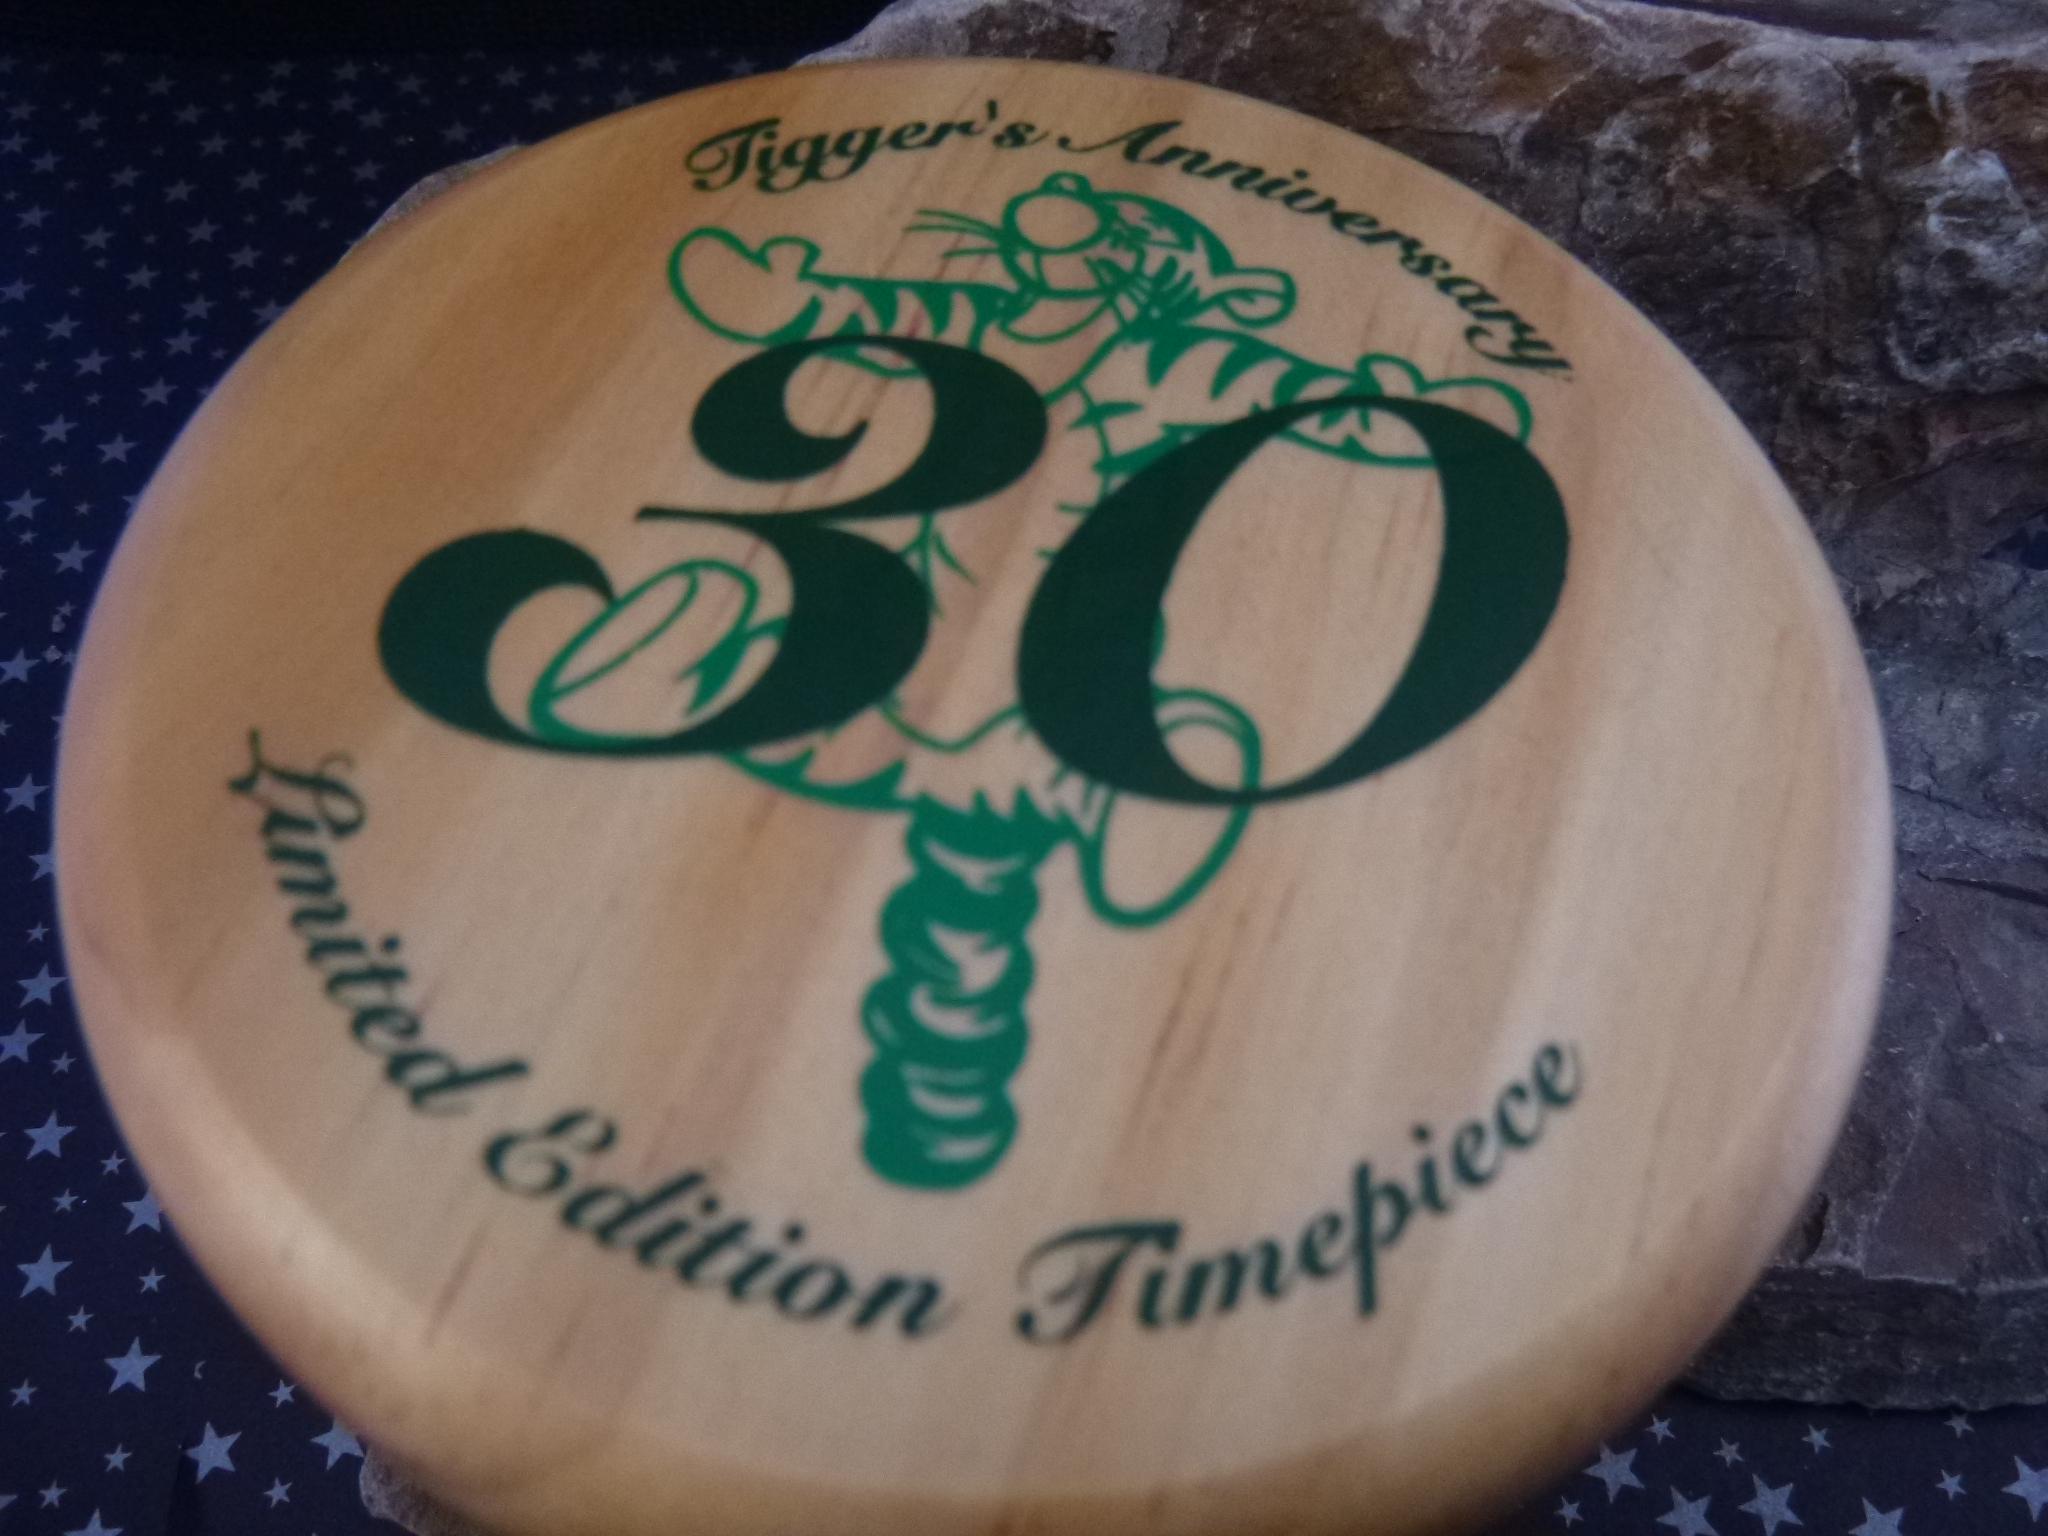 Tigger's Anniversary
30
Limited Edition Timepiece